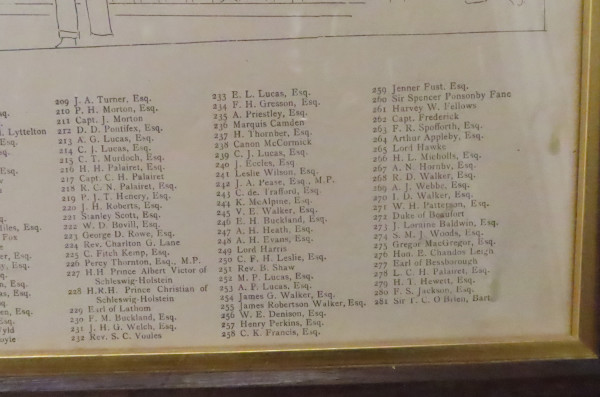 Lyttelton
Fox
209 J. A. Turner, Esq.
210 P. H. Morton, Esq.
211 Capt. J. Morton
212 D. D. Pontifex, Esq.
213 A. G. Lucas, Esq.
214 C. J. Lucas, Esq.
215 C. T. Murdoch, Esq.
216 H. H. Palairet, Esq.
217 Capt. C. H. Palairet
218 R. C. N. Palairet, Esq.
219 P. J. T. Henery, Esq.
220 J. H. Roberts, Esq.
221 Stanley Scots, Esq.
222 W. D. Bovill, Esq.
223 George D. Rowe, Esq.
224 Rev. Charlton G. Lane
225 C. Fitch Kemp, Esq.
226 Percy Thornton, Esq., M.P.
227 H.H Prince Albert Victor of
Schleswig-Holstein
228 H.R.H. Prince Christian of
Schleswig-Holstein
229 Earl of Lathom
230 F. M. Buckland, Esq.
231 J. H. G. Welch, Esq.
232 Rev. S. C. Voules
233 E. L. Lucas, Esq.
234 F. H. Gresson, Esq.
235 A. Priestley, Esq.
236 Marquis Camden
237 H. Thornber, Esq.
238 Canon McCormick
239 C. J. Lucas, Esq.
240 J. Eccles, Esq
241 Leslie Wilson, Esq.
242 J. A. Pease, Esq., M.P.
243 C. de. Trafford, Esq.
244 K. McAlpine, Esq.
245 V. E. Walker, Esq.
246 E. H. Buckland, Esq.
247 A. H. Heath, Esq.
248 A. H. Evans, Esq.
249 Lord Harris
250 C. F. H. Leslie, Esq.
251 Rev. B. Shaw
252 M. P. Lucas, Esq.
253 A. P. Lucas, Esq.
254 James G. Walker, Esq.
255 James Robertson Walker, Esq.
256 W. E. Denison, Esq.
257 Henry Perkins, Esq.
258 C. K. Francis, Esq.
259 Jenner Fust, Esq.
260 Sir Spencer Ponsonby Fane
261 Harvey W. Fellows
262 Capt. Frederick
263 F. R. Spofforth, Esq.
264 Arthur Appleby, Esq.
265 Lord Hawke
266 H. L. Nicholls, Esq.
267 A. N. Hornby, Esq.
268 R. D. Walker, Esq.
269 A. J. Webbe, Esq.
270 I. D. Walker, Esq.
271 W. H. Patterson, Esq.
272 Duke of Beaufort
273 J. Loraine Baldwin, Esq.
274 S. M. J. Woods, Esq.
275 Gregor MacGregor, Esq.
276 Hon. E. Chandos Leigh
277 Earl of Bessborough
278 L. C. H. Palairet, Esq.
279 H. T. Hewett, Esq.
280 F. S. Jackson, Esq.
281 Sir T. C. O'Brien, Bart